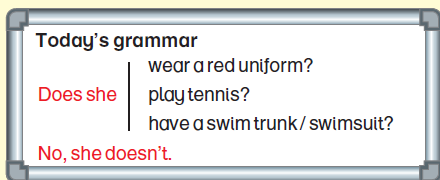 Today's grammar
wear a red uniform?
Does she play tennis?
have a swim trunk / swimsuit?
No, she doesn't.